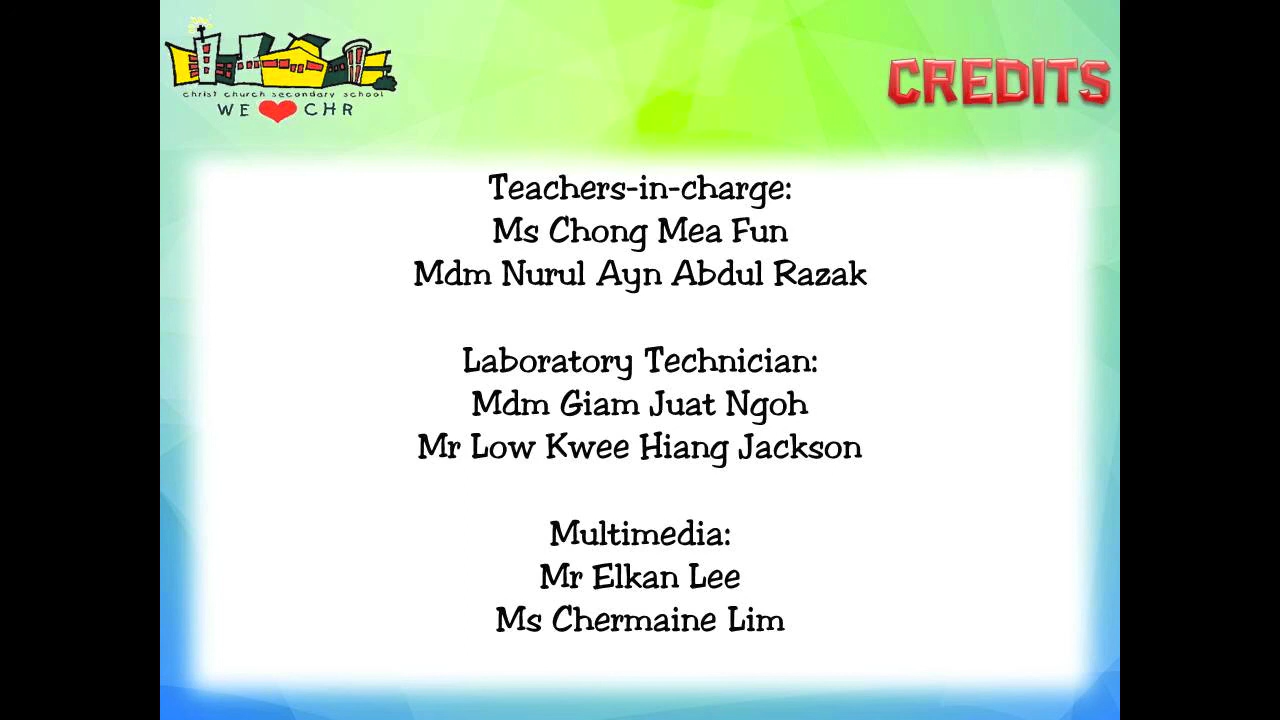 christ church secondary school
WE CHR
CREDITS
Teachers-in-charge:
Ms Chong Mea Fun
Mdm Nurul Ayn Abdul Razak
Laboratory Technician:
Mdm Giam Juat Ngoh
Mr Low Kwee Hiang Jackson
Multimedia:
Mr Elkan Lee
Ms Chermaine Lim